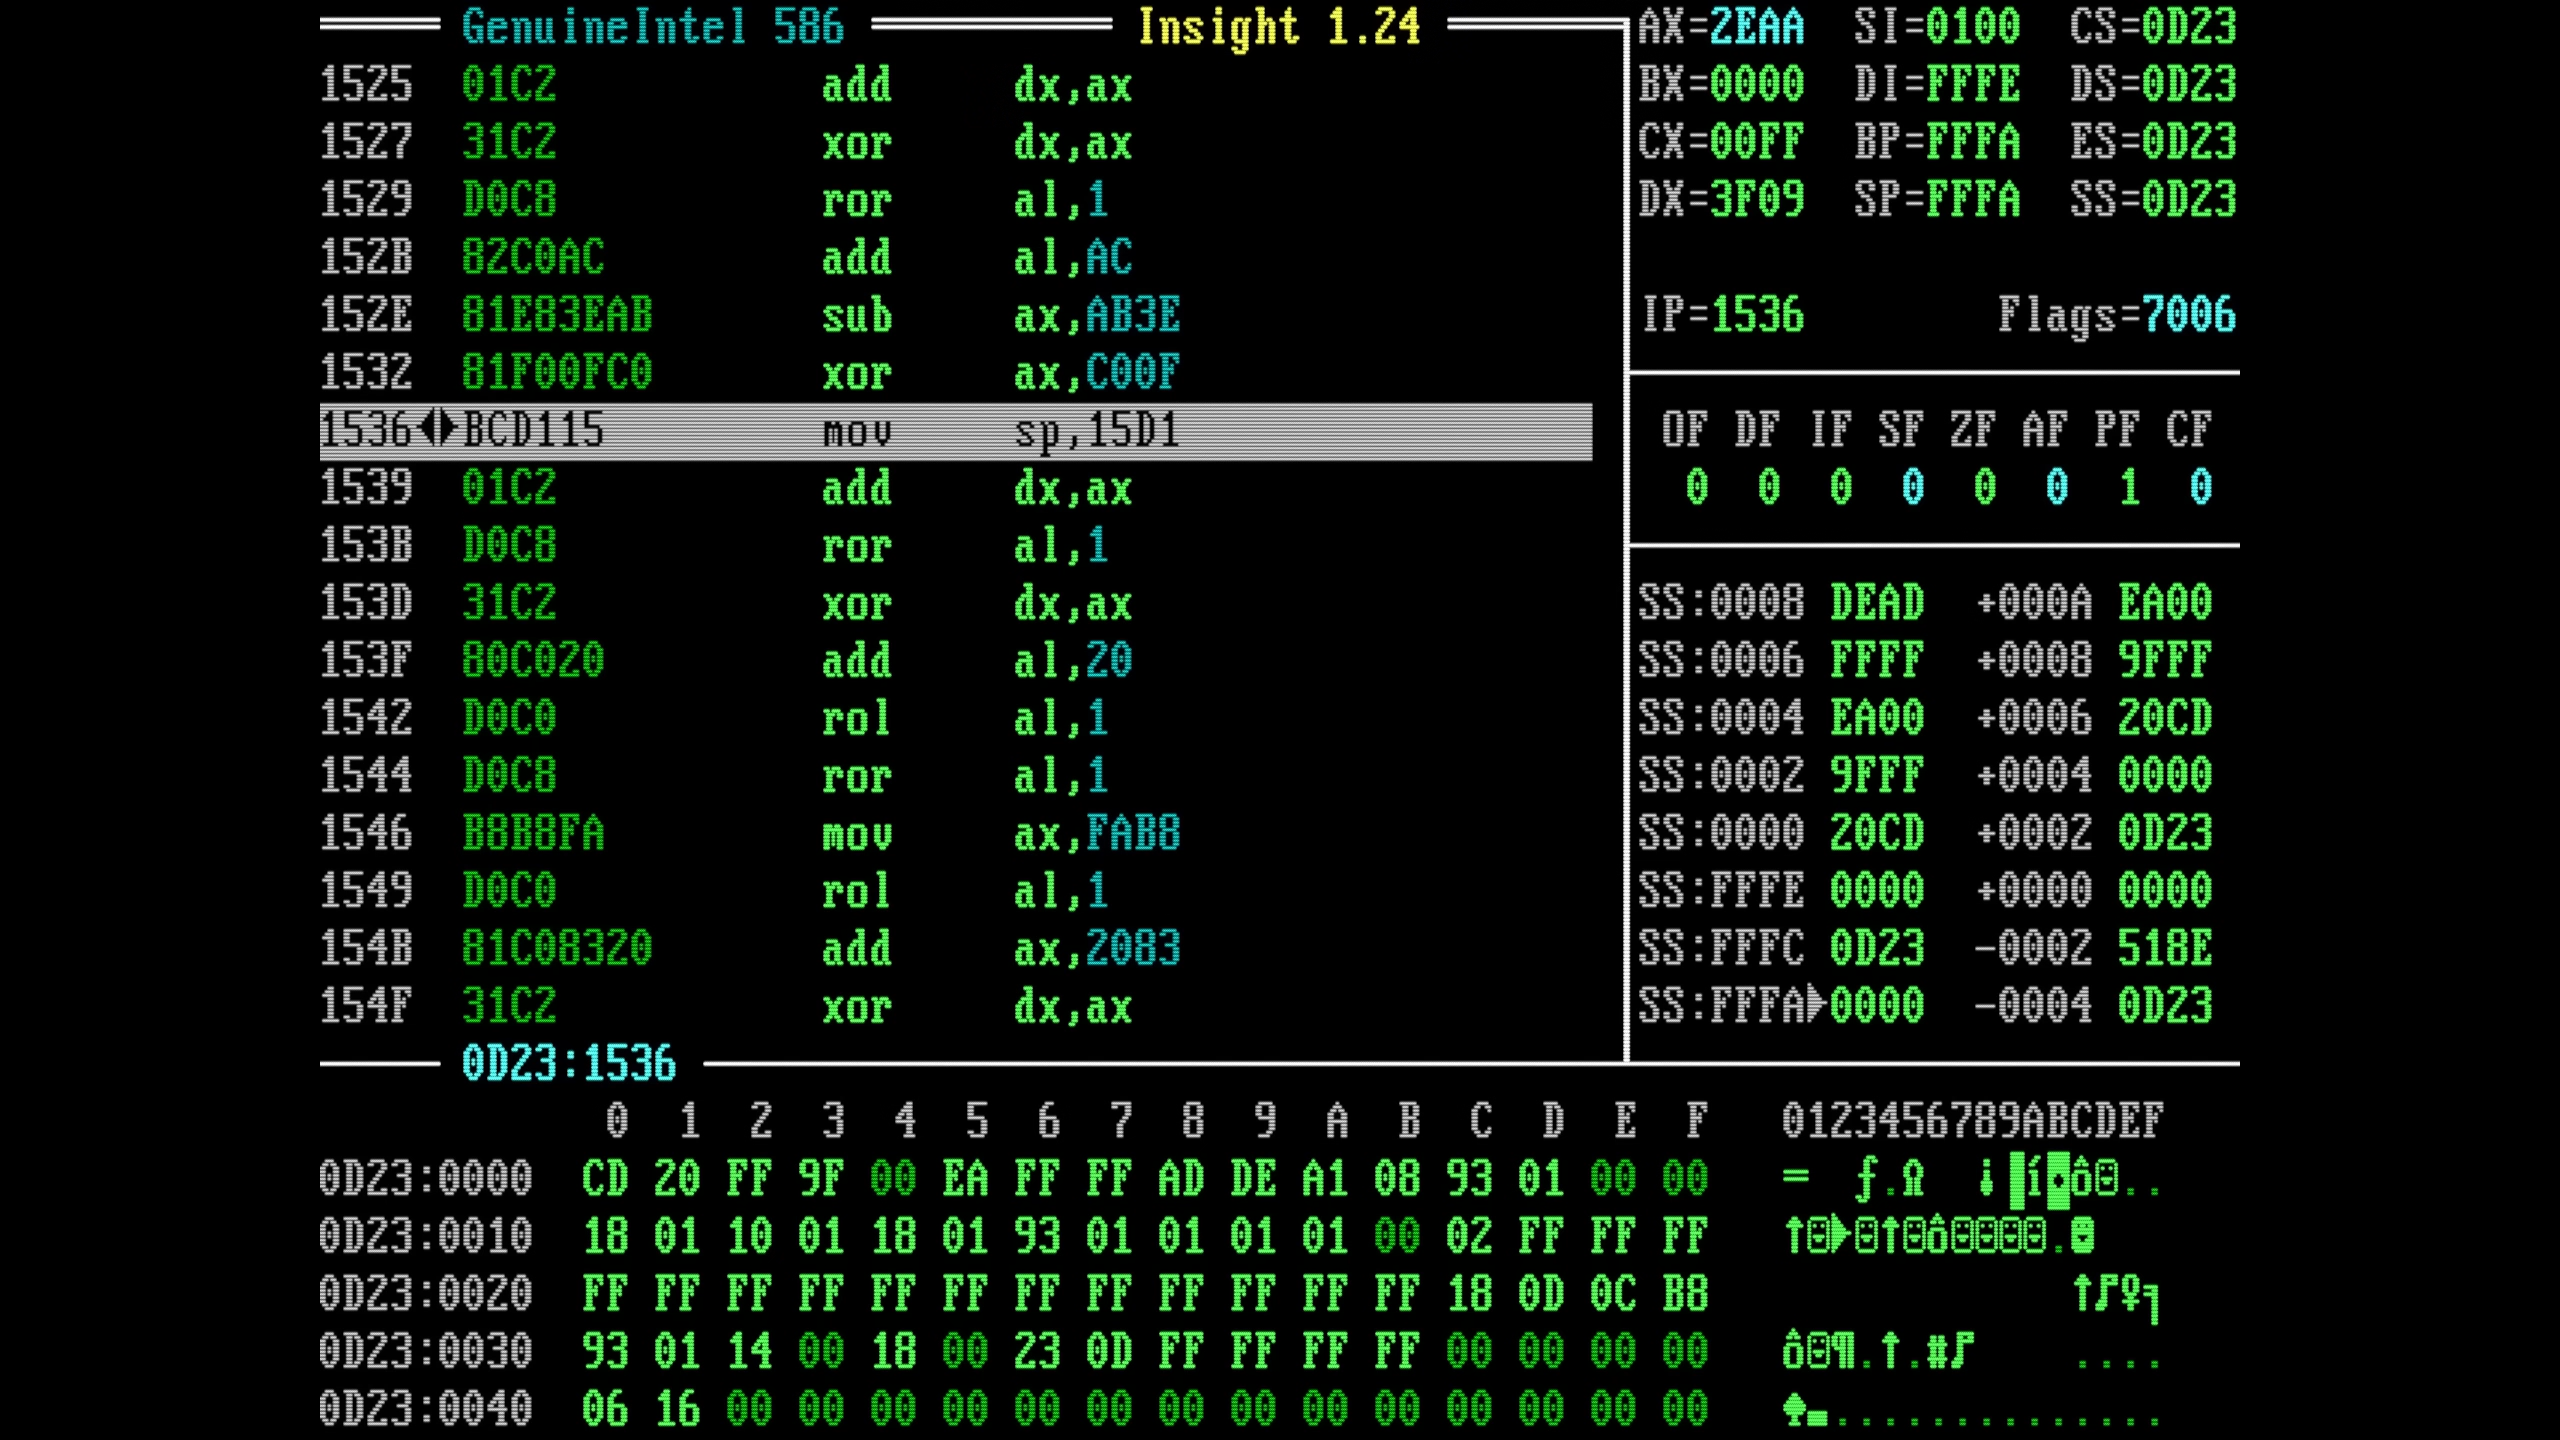 GenuineIntel 586 Insight 1.24
1525 01C2 add dx,ax
1527 31C2 xor dx,ax
1529 D0C8 ror al,1
152B 82C0AC add al,AC
152E 81E83EAB sub ax,AB3E
1532 81F00FC0 xor ax,C00F
1536 BCD115 mov sp,15D1
1539 01C2 add dx,ax
153B D0C8 ror al,1
153D 31C2 xor dx,ax
153F 80C020 add al,20
1542 D0C0 rol al,1
1544 D0C8 ror al,1
1546 B8B8FA mov ax,FAB8
1549 D0C0 rol al,1
154B 81C08320 add ax,2083
154F 31C2 xor dx,ax
AX=2EAA SI=0100 CS=0D23
BX=0000 DI=FFFE DS=0D23
CX=00FF BP=FFFA ES=0D23
DX=3F09 SP=FFFA SS=0D23
IP=1536 Flags=7006
OF DF IF SF ZF AF PF CF
0 0 0 0 0 0 1 0
SS:0008 DEAD +000A EA00
SS:0006 FFFF +0008 9FFF
SS:0004 EA00 +0006 20CD
SS:0002 9FFF +0004 0000
SS:0000 20CD +0002 0D23
SS:FFFE 0000 +0000 0000
SS:FFFC 0D23 -0002 518E
SS:FFFA►0000 -0004 0D23
0D23:1536
0 1 2 3 4 5 6 7 8 9 A B C D E F 0123456789ABCDEF
0D23:0000 CD 20 FF 9F 00 EA FF FF AD DE A1 08 93 01 00 00 ═ ƒ.Ω ¡▐í◘ô☺..
0D23:0010 18 01 10 01 18 01 93 01 01 01 01 00 02 FF FF FF ↑☺►☺↑☺ô☺☺☺☺.☻
0D23:0020 FF FF FF FF FF FF FF FF FF FF FF FF 18 0D 0C B8 ↑♪♀╕
0D23:0030 93 01 14 00 18 00 23 0D FF FF FF FF 00 00 00 00 ô☺¶.↑.#♪ ....
0D23:0040 06 16 00 00 00 00 00 00 00 00 00 00 00 00 00 00 ♠▬..............